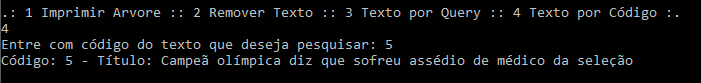 .: 1 Imprimir Arvore :: 2 Remover Texto :: 3 Texto por Query :: 4 Texto por Código :.
4
Entre com código do texto que deseja pesquisar: 5
Código: 5 - Título: Campeã olímpica diz que sofreu assédio de médico da seleção